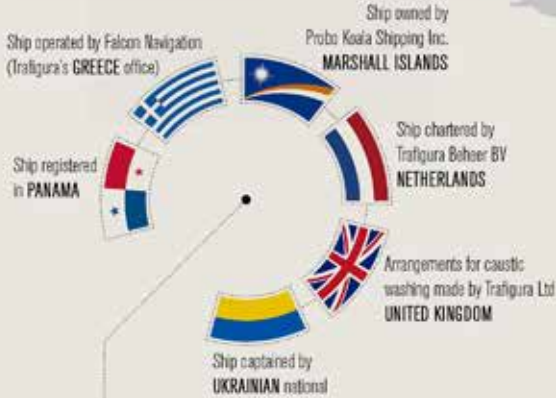 Ship owned by
Probo Koala Shipping Inc.
MARSHALL ISLANDS
Ship operated by Falcon Navigation
(Trafigura's GREECE office)
Ship chartered by
Trafigura Beheer BV
NETHERLANDS
Ship registered
in PANAMA
Arrangements for caustic
washing made by Trafigura Ltd
UNITED KINGDOM
Ship captained by
UKRAINIAN national